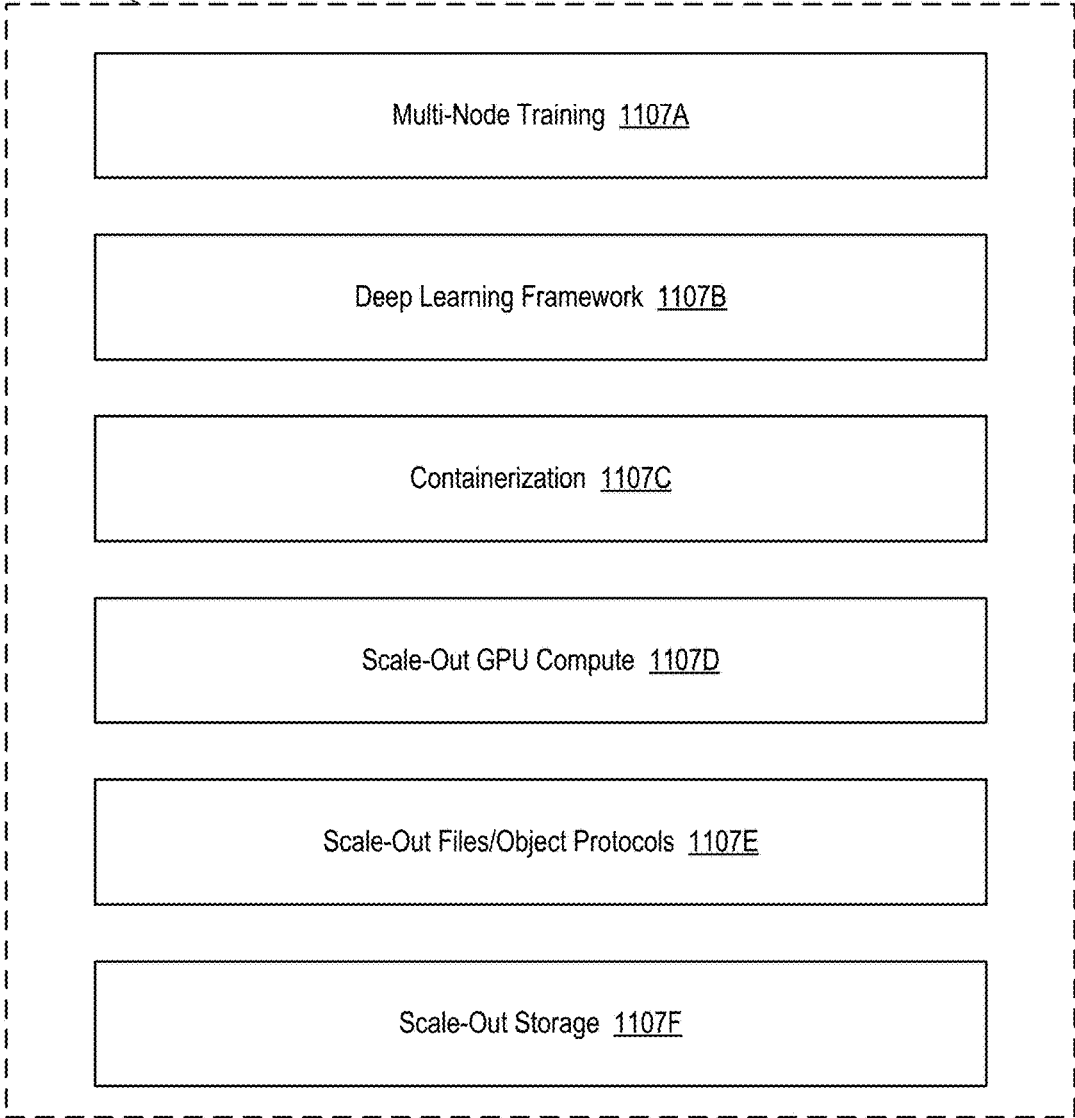 Multi-Node Training 1107A
Deep Learning Framework 1107B
Containerization 1107C
Scale-Out GPU Compute 1107D
Scale-Out Files/Object Protocols 1107E
Scale-Out Storage 1107F